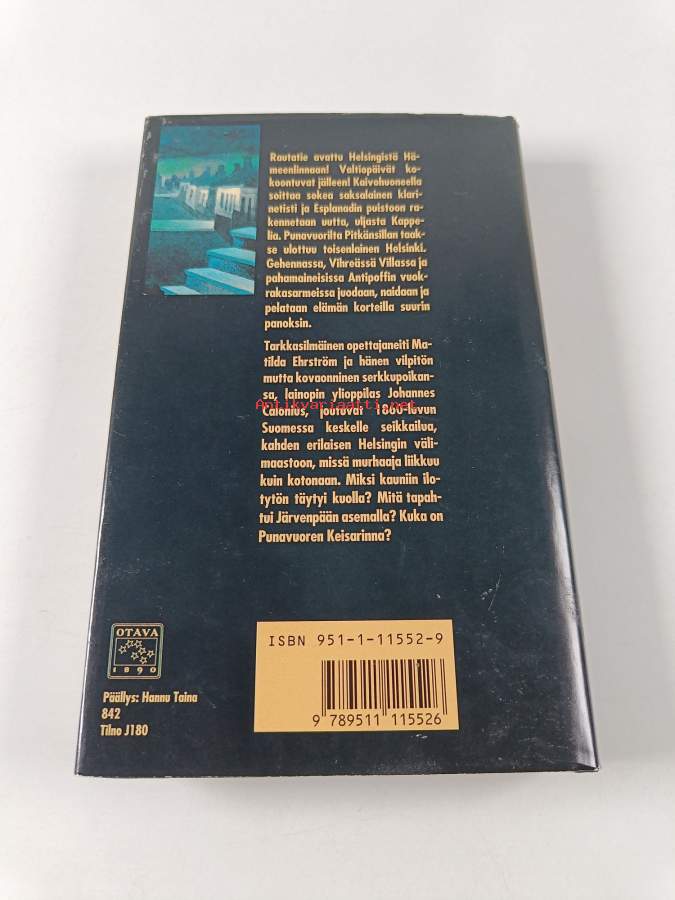 Rautatie avattu Helsingistä Hä-
meenlinnaan! Valtiopäivät ko-
koontuvat jälleen! Kaivohuoneella
soittaa sokea saksalainen klari-
netisti ja Esplanadin puistoon ra-
kennetaan uutta, uljasta Kappe-
lia. Punavuorilta Pitkänsillan taak-
se ulottuu toisenlainen Helsinki.
Gehennassa, Vihreässä Villassa ja
pahamaineisissa Antipoffin vuok-
rakasarmeissa juodaan, naidaan ja
pelataan elämän korteilla suurin
panoksin.
Tarkkasilmäinen opettajaneiti Ma-
tilda Ehrström ja hänen vilpitön
mutta kovaonninen serkkupoikan-
sa, lainopin ylioppilas Johannes
Antikvariaatti.net
Calonius, joutuvat 1860-luvun
Suomessa keskelle seikkailua,
kahden erilaisen Helsingin väli-
maastoon, missä murhaaja liikkuu
kuin kotonaan. Miksi kauniin ilo-
tytön täytyi kuolla? Mitä tapah-
tui Järvenpään asemalla? Kuka on
Punavuoren Keisarinna?
OTAVA
1890
Päällys: Hannu Taina
842
Tilno J180
ISBN 951-1-11552-9
9 789511 115526